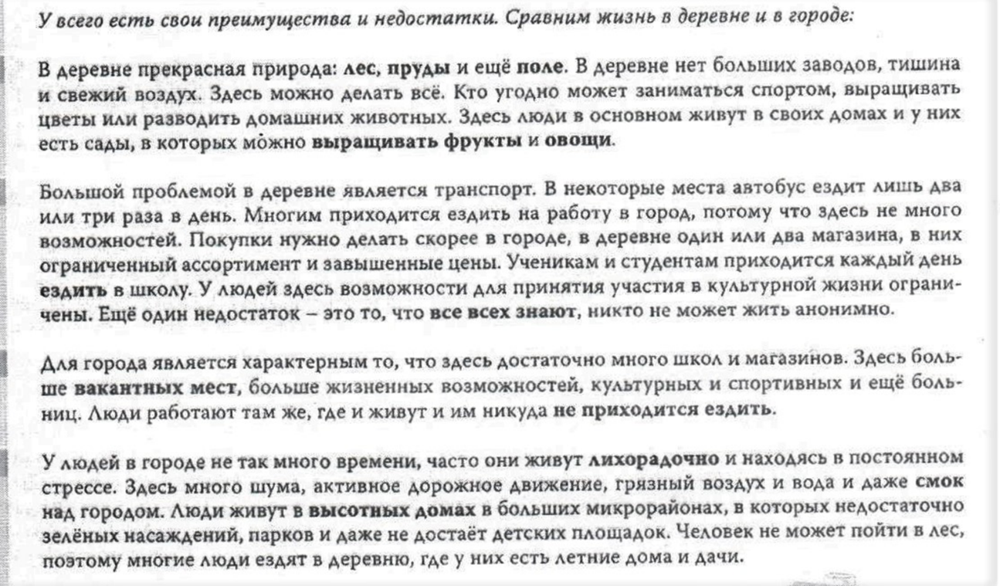 У всего есть свои преимущества и недостатки. Сравним жизнь в деревне и в городе:
В деревне прекрасная природа: лес, пруды и ещё поле. В деревне нет больших заводов, тишина
и свежий воздух. Здесь можно делать всё. Кто угодно может заниматься спортом, выращивать
цветы или разводить домашних животных. Здесь люди в основном живут в своих домах и у них
есть сады, в которых можно выращивать фрукты и овощи.
Большой проблемой в деревне является транспорт. В некоторые места автобус ездит лишь два
или три раза в день. Многим приходится ездить на работу в город, потому что здесь не много
возможностей. Покупки нужно делать скорее в городе, в деревне один или два магазина, в них
ограниченный ассортимент и завышенные цены. Ученикам и студентам приходится каждый день
ездить в школу. У людей здесь возможности для принятия участия в культурной жизни ограни-
чены. Ещё один недостаток – это то, что все всех знают, никто не может жить анонимно.
Для города является характерным то, что здесь достаточно много школ и магазинов. Здесь боль-
ше вакантных мест, больше жизненных возможностей, культурных и спортивных и ещё боль-
ниц. Люди работают там же, где и живут и им никуда не приходится ездить.
У людей в городе не так много времени, часто они живут лихорадочно и находясь в постоянном
стрессе. Здесь много шума, активное дорожное движение, грязный воздух и вода и даже смок
над городом. Люди живут в высотных домах в больших микрорайонах, в которых недостаточно
зелёных насаждений, парков и даже не достаёт детских площадок. Человек не может пойти в лес,
поэтому многие люди ездят в деревню, где у них есть летние дома и дачи.